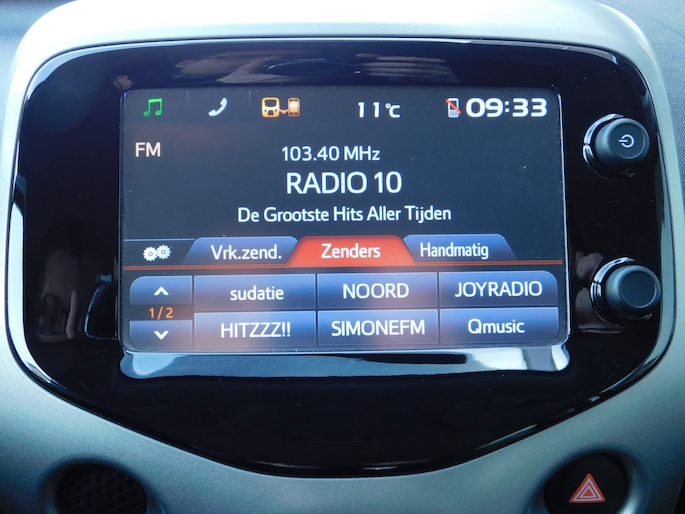 11°C 09:33
FM
103.40 MHz
RADIO 10
De Grootste Hits Aller Tijden
Vrk.zend. Zenders Handmatig
sudatie NOORD JOYRADIO
1/2
HITZZZ!! SIMONEFM Qmusic